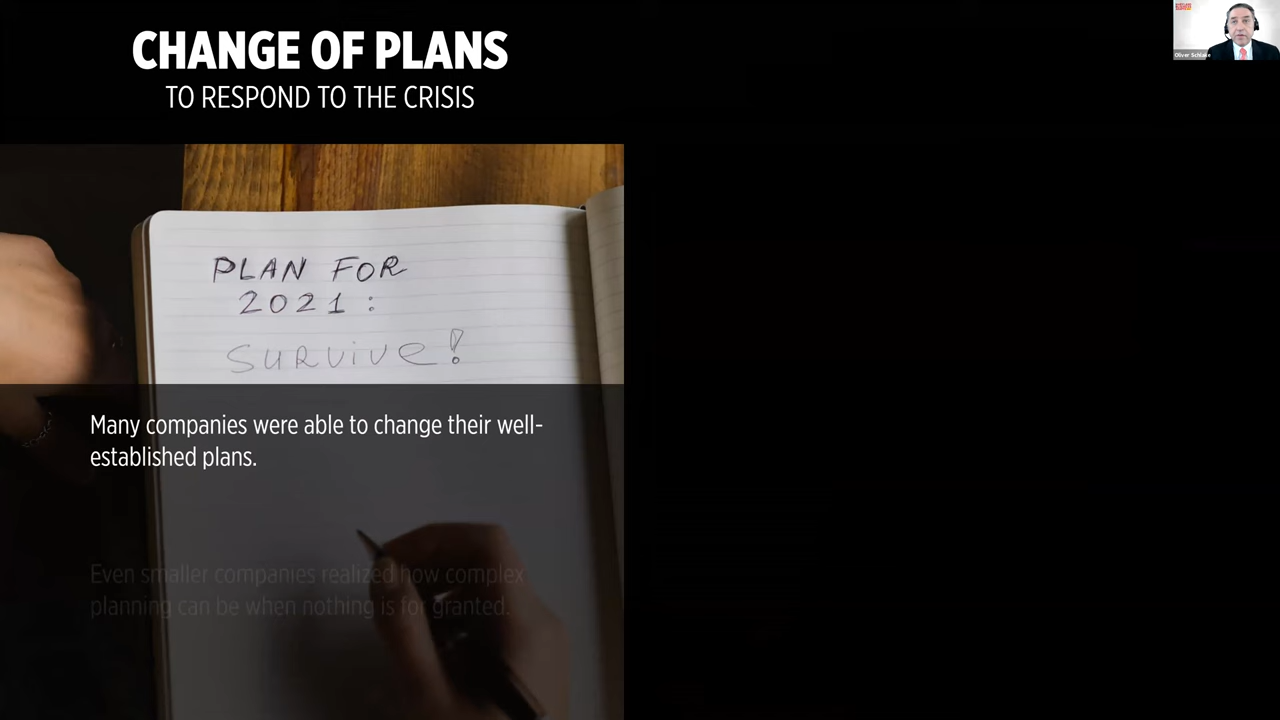 CHANGE OF PLANS
TO RESPOND TO THE CRISIS
PLAN FOR
2021:
SURVIVE!
Many companies were able to change their well-
established plans.
Even smaller companies realized how complex
planning can be when nothing is for granted.